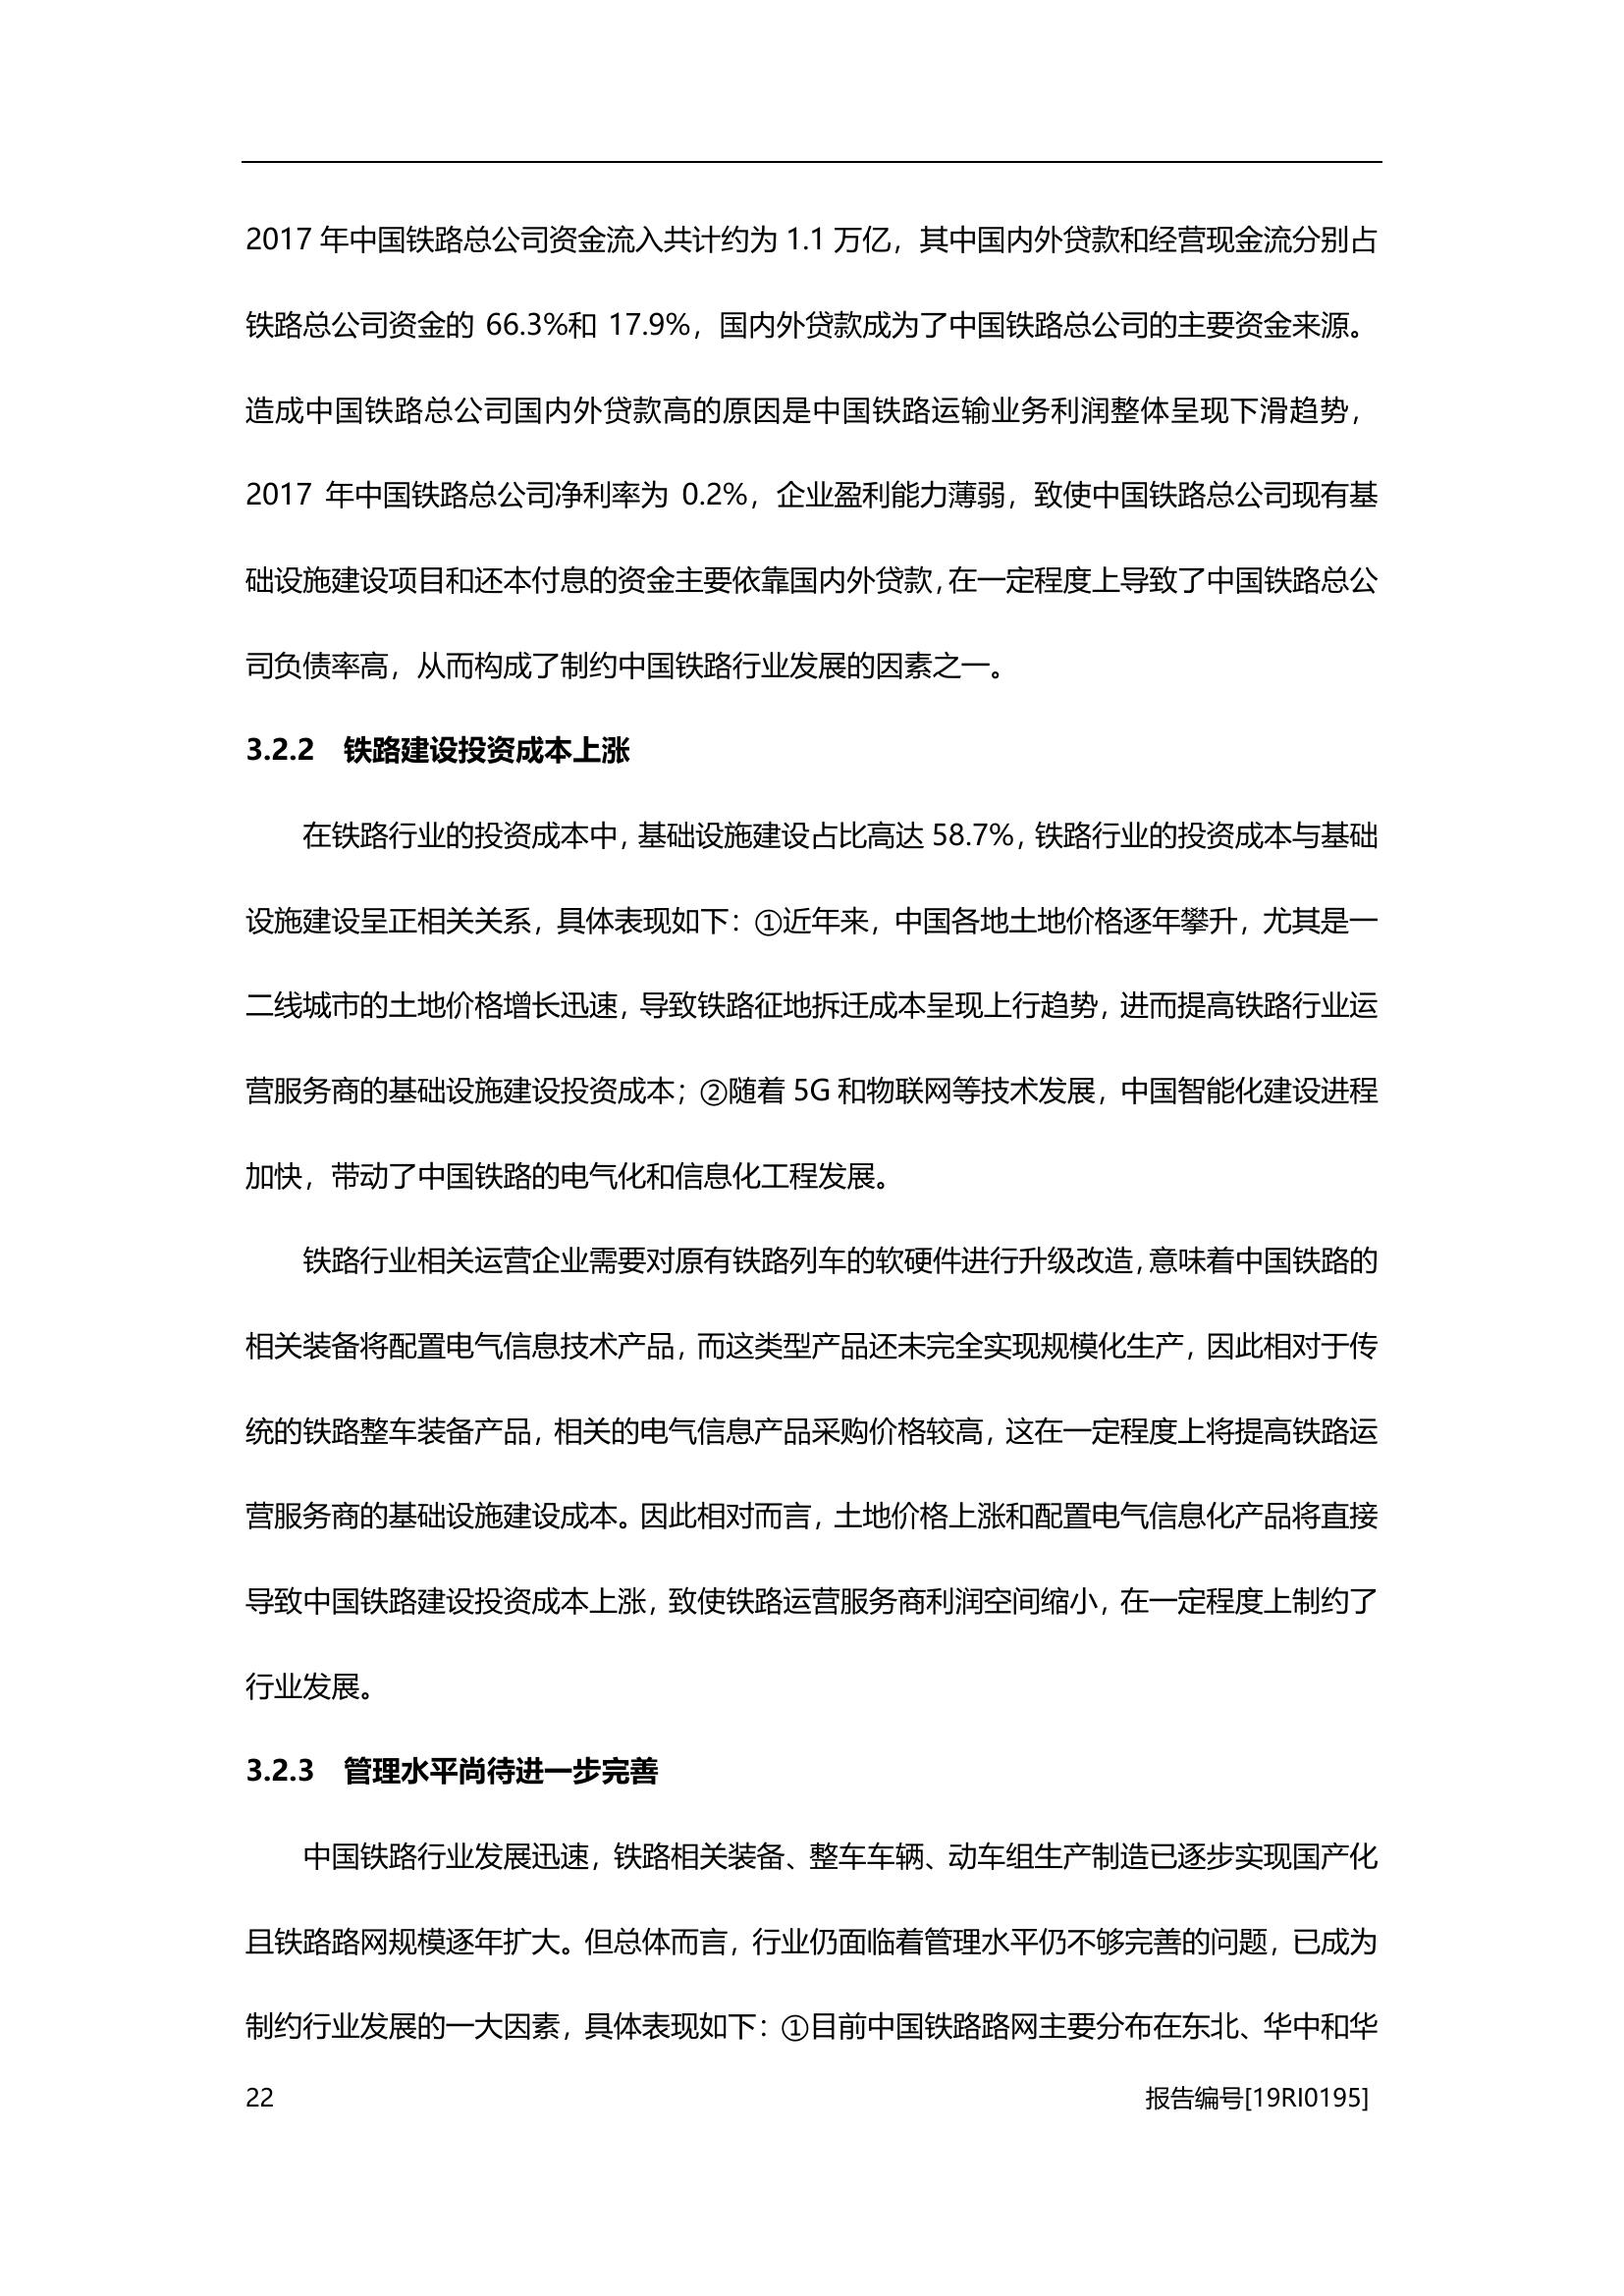 2017 年中国铁路总公司资金流入共计约为 1.1 万亿，其中国内外贷款和经营现金流分别占
铁路总公司资金的 66.3%和 17.9%，国内外贷款成为了中国铁路总公司的主要资金来源。
造成中国铁路总公司国内外贷款高的原因是中国铁路运输业务利润整体呈现下滑趋势，
2017 年中国铁路总公司净利率为 0.2%，企业盈利能力薄弱，致使中国铁路总公司现有基
础设施建设项目和还本付息的资金主要依靠国内外贷款，在一定程度上导致了中国铁路总公
司负债率高，从而构成了制约中国铁路行业发展的因素之一。
3.2.2 铁路建设投资成本上涨
在铁路行业的投资成本中，基础设施建设占比高达 58.7%，铁路行业的投资成本与基础
设施建设呈正相关关系，具体表现如下：①近年来，中国各地土地价格逐年攀升，尤其是一
二线城市的土地价格增长迅速，导致铁路征地拆迁成本呈现上行趋势，进而提高铁路行业运
营服务商的基础设施建设投资成本；②随着 5G 和物联网等技术发展，中国智能化建设进程
加快，带动了中国铁路的电气化和信息化工程发展。
铁路行业相关运营企业需要对原有铁路列车的软硬件进行升级改造，意味着中国铁路的
相关装备将配置电气信息技术产品，而这类型产品还未完全实现规模化生产，因此相对于传
统的铁路整车装备产品，相关的电气信息产品采购价格较高，这在一定程度上将提高铁路运
营服务商的基础设施建设成本。因此相对而言，土地价格上涨和配置电气信息化产品将直接
导致中国铁路建设投资成本上涨，致使铁路运营服务商利润空间缩小，在一定程度上制约了
行业发展。
3.2.3 管理水平尚待进一步完善
中国铁路行业发展迅速，铁路相关装备、整车车辆、动车组生产制造已逐步实现国产化
且铁路路网规模逐年扩大。但总体而言，行业仍面临着管理水平仍不够完善的问题，已成为
制约行业发展的一大因素，具体表现如下：①目前中国铁路路网主要分布在东北、华中和华
22 报告编号[19RI0195]